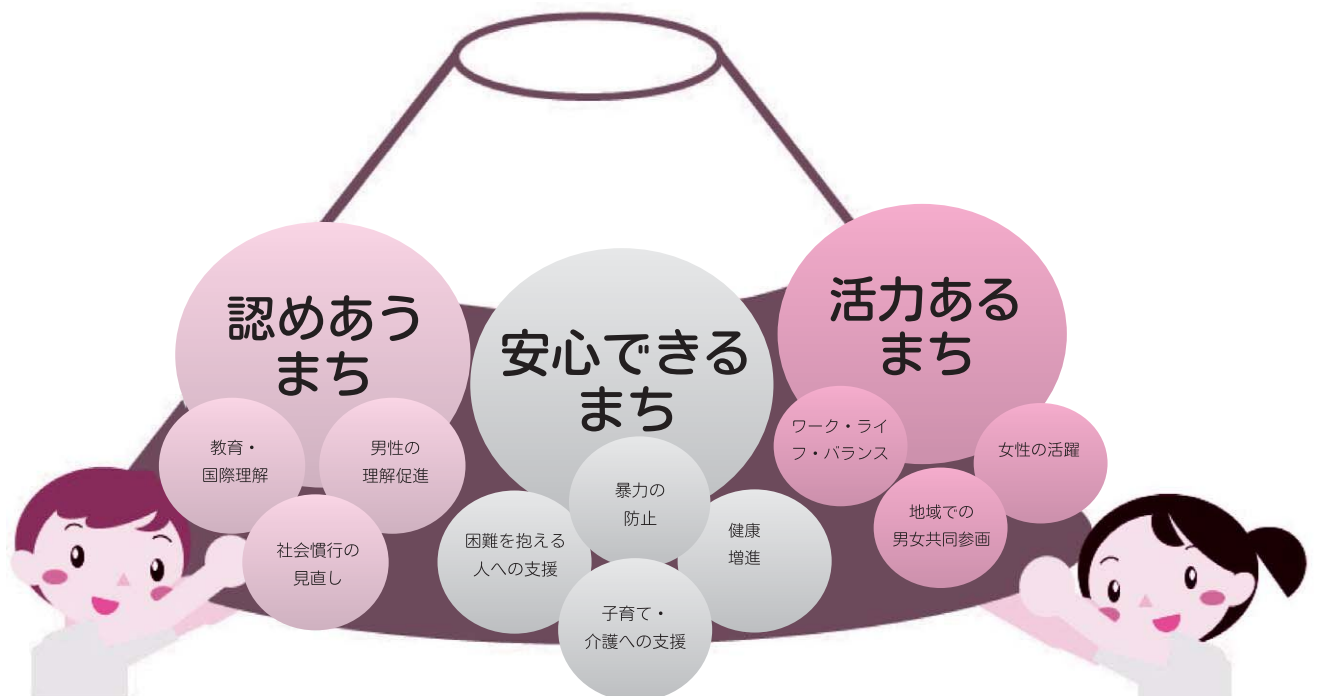 認めあう
まち
教育・
国際理解
男性の
理解促進
社会慣行の
見直し
安心できる
まち
暴力の
防止
困難を抱える
人への支援
健康
増進
子育て・
介護への支援
活力ある
まち
ワーク・ライ
フ・バランス
女性の活躍
地域での
男女共同参画